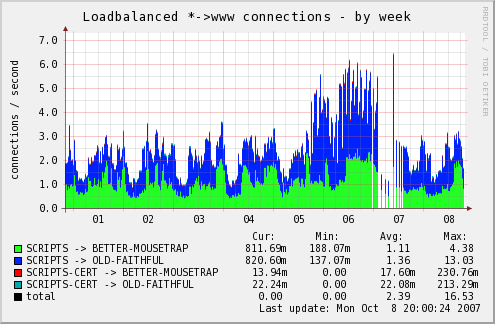 Loadbalanced *->www connections - by week
RRDTOOL / TOBI OETIKER
connections / second
7.0
6.0
5.0
4.0
3.0
2.0
1.0
0.0
01 02 03 04 05 06 07 08
Cur: Min: Avg: Max:
SCRIPTS -> BETTER-MOUSETRAP 811.69m 188.07m 1.11 4.38
SCRIPTS -> OLD-FAITHFUL 820.60m 137.07m 1.36 13.03
SCRIPTS-CERT -> BETTER-MOUSETRAP 13.94m 0.00 17.60m 230.76m
SCRIPTS-CERT -> OLD-FAITHFUL 22.24m 0.00 22.08m 213.29m
total 0.00 0.00 2.39 16.53
Last update: Mon Oct 8 20:00:24 2007